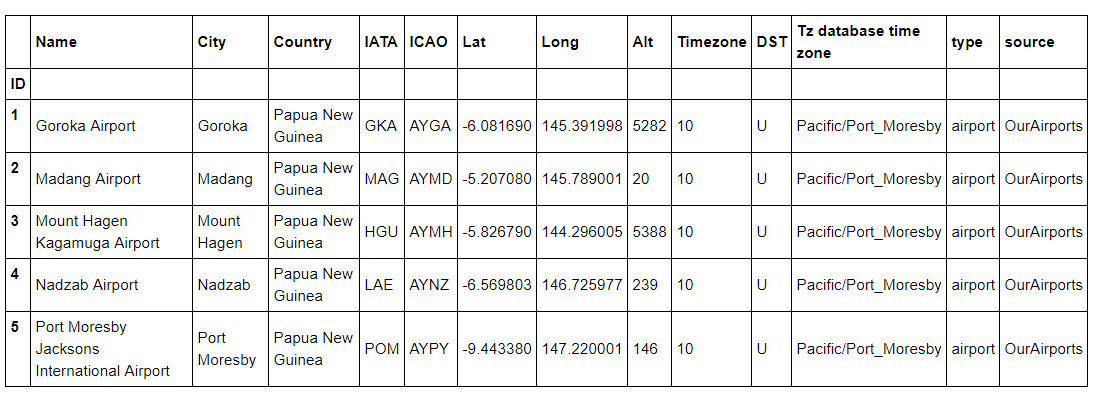 Name City Country IATA ICAO Lat Long Alt Timezone DST Tz database time zone type source
ID
1 Goroka Airport Goroka Papua New Guinea GKA AYGA -6.081690 145.391998 5282 10 U Pacific/Port_Moresby airport OurAirports
2 Madang Airport Madang Papua New Guinea MAG AYMD -5.207080 145.789001 20 10 U Pacific/Port_Moresby airport OurAirports
3 Mount Hagen Kagamuga Airport Mount Hagen Papua New Guinea HGU AYMH -5.826790 144.296005 5388 10 U Pacific/Port_Moresby airport OurAirports
4 Nadzab Airport Nadzab Papua New Guinea LAE AYNZ -6.569803 146.725977 239 10 U Pacific/Port_Moresby airport OurAirports
5 Port Moresby Jacksons International Airport Port Moresby Papua New Guinea POM AYPY -9.443380 147.220001 146 10 U Pacific/Port_Moresby airport OurAirports